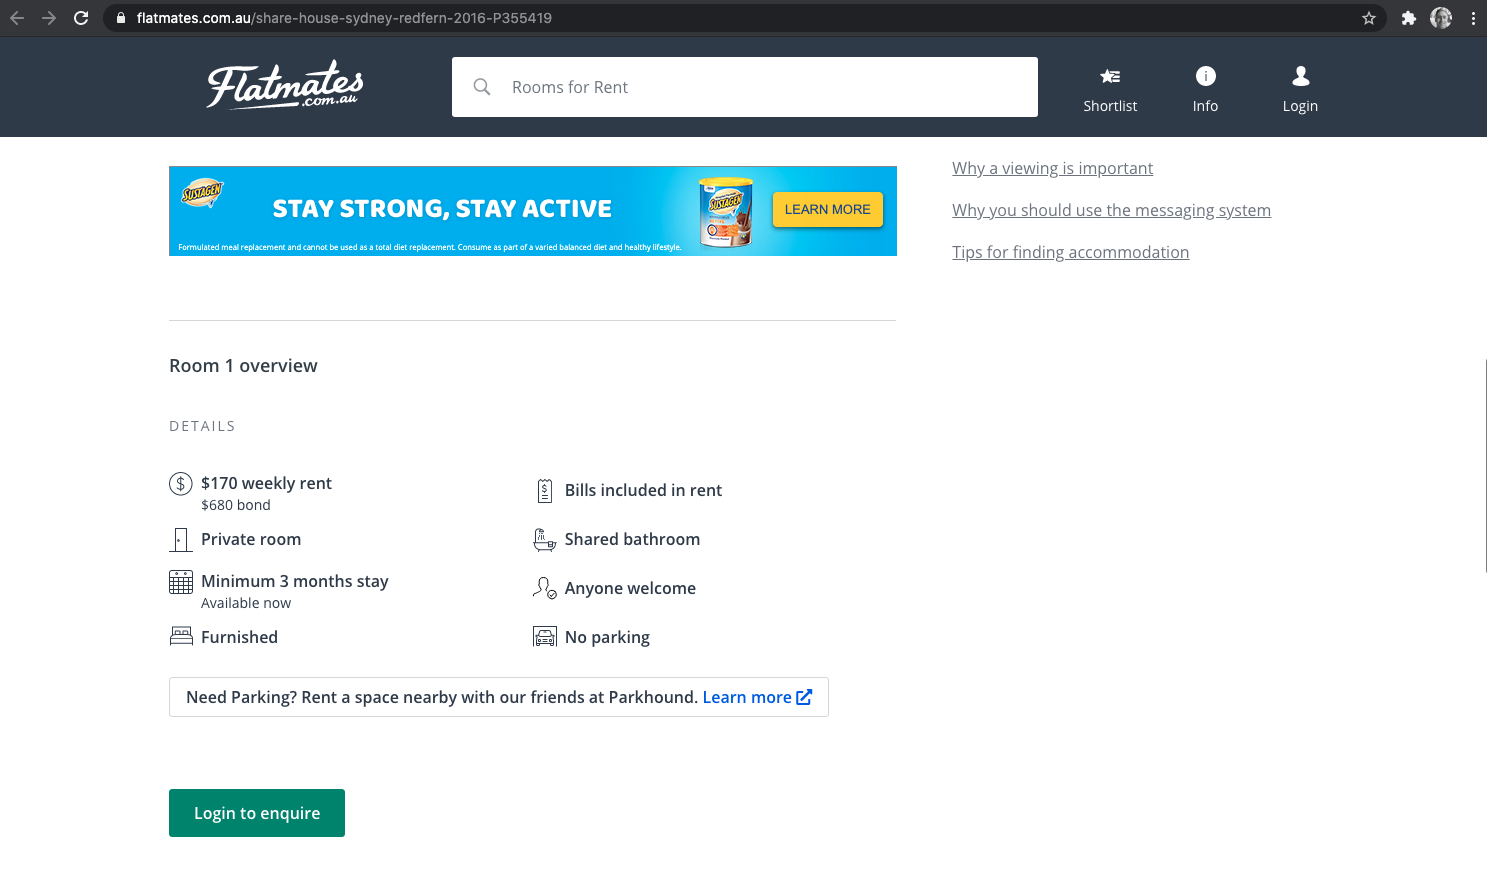 flatmates.com.au/share-house-sydney-redfern-2016-P355419
Flatmates
.com.au
Rooms for Rent
Shortlist
Info
Login
SUSTAGEN
STAY STRONG, STAY ACTIVE
SUSTAGEN
LEARN MORE
Formulated meal replacement and cannot be used as a total diet replacement. Consume as part of a varied balanced diet and healthy lifestyle.
Why a viewing is important
Why you should use the messaging system
Tips for finding accommodation
Room 1 overview
DETAILS
$170 weekly rent
$680 bond
Bills included in rent
Private room
Shared bathroom
Minimum 3 months stay
Available now
Anyone welcome
Furnished
No parking
Need Parking? Rent a space nearby with our friends at Parkhound. Learn more
Login to enquire